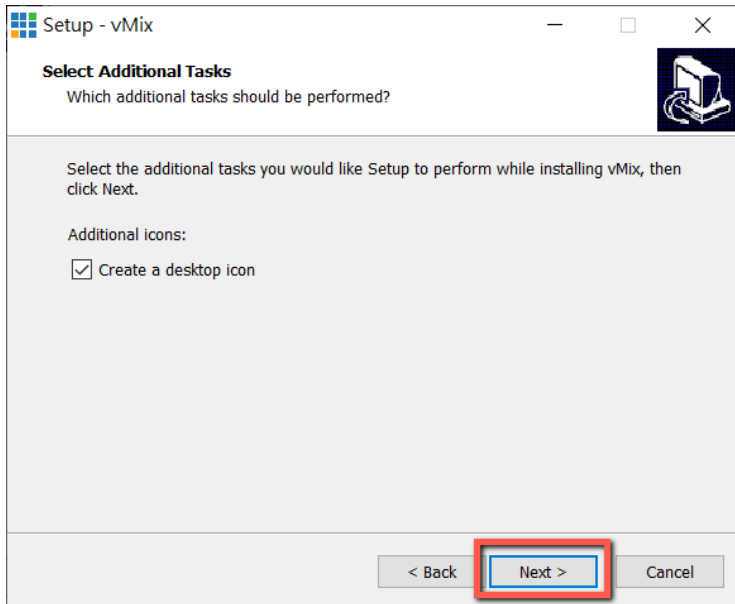 Setup - vMix
Select Additional Tasks
Which additional tasks should be performed?
Select the additional tasks you would like Setup to perform while installing vMix, then
click Next.
Additional icons:
Create a desktop icon
< Back
Next >
Cancel